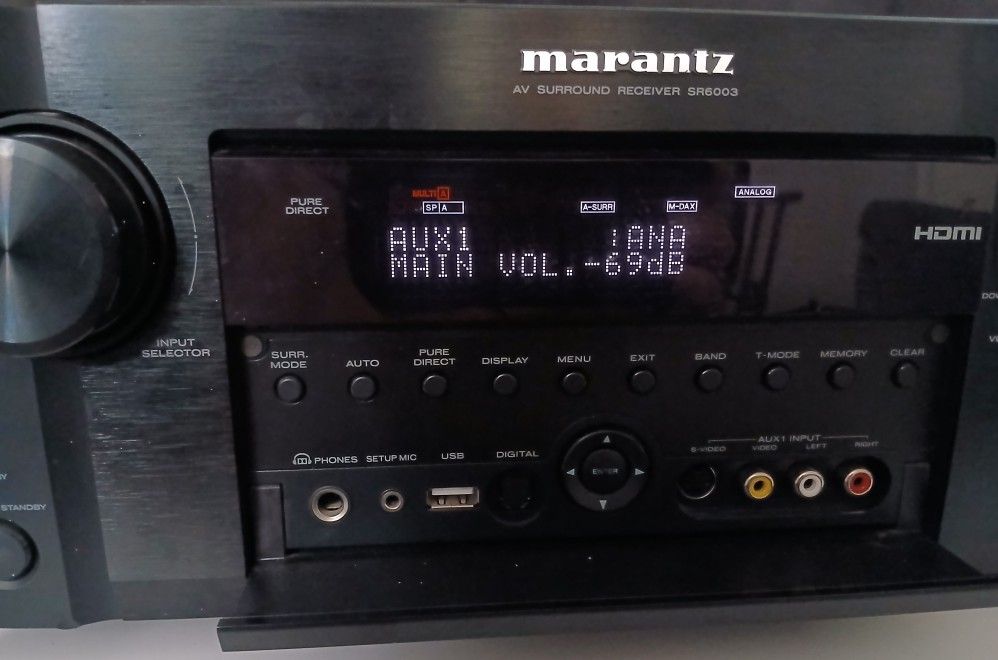 marantz
AV SURROUND RECEIVER SR6003
PURE
DIRECT
MULTI A
SP A
A-SURR
M-DAX
ANALOG
AUX1 :ANA
MAIN VOL.-69dB
HDMI
INPUT
SELECTOR
SURR.
MODE
AUTO
PURE
DIRECT
DISPLAY
MENU
EXIT
BAND
T-MODE
MEMORY
CLEAR
PHONES
SETUP MIC
USB
DIGITAL
ENTER
AUX1 INPUT
S-VIDEO
VIDEO
LEFT
RIGHT
STANDBY